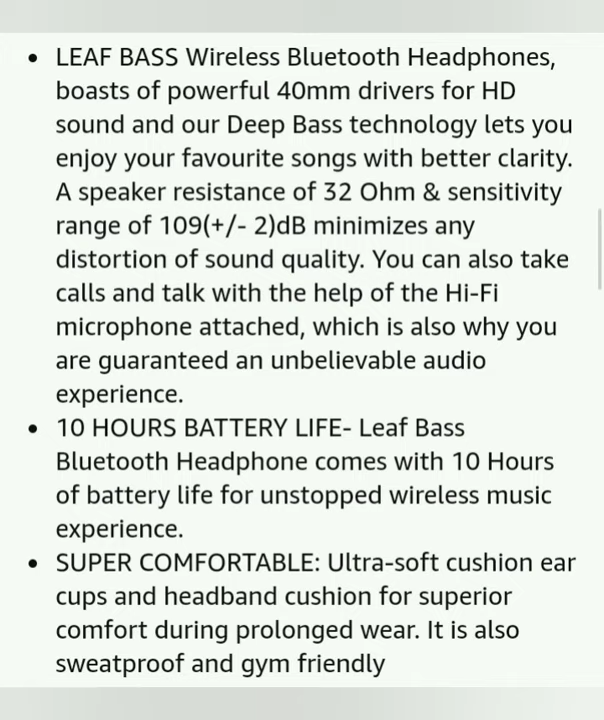 • LEAF BASS Wireless Bluetooth Headphones,
boasts of powerful 40mm drivers for HD
sound and our Deep Bass technology lets you
enjoy your favourite songs with better clarity.
A speaker resistance of 32 Ohm & sensitivity
range of 109(+/- 2)dB minimizes any
distortion of sound quality. You can also take
calls and talk with the help of the Hi-Fi
microphone attached, which is also why you
are guaranteed an unbelievable audio
experience.
• 10 HOURS BATTERY LIFE- Leaf Bass
Bluetooth Headphone comes with 10 Hours
of battery life for unstopped wireless music
experience.
• SUPER COMFORTABLE: Ultra-soft cushion ear
cups and headband cushion for superior
comfort during prolonged wear. It is also
sweatproof and gym friendly